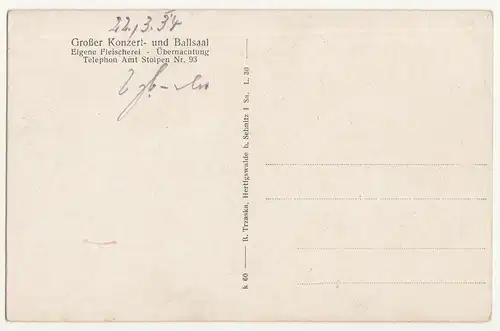 22.3.34
Großer Konzert- und Ballsaal
Eigene Fleischerei - Übernachtung
Telephon Amt Stolpen Nr. 93
k 60 — R. Trzaska, Hertigswalde b. Sebnitz i Sa. L. 30 —